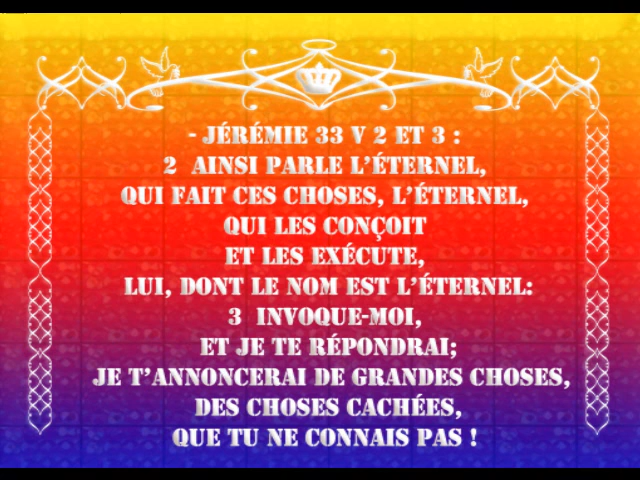 - JÉRÉMIE 33 V 2 ET 3 :
2 AINSI PARLE L'ÉTERNEL,
QUI FAIT CES CHOSES, L'ÉTERNEL,
QUI LES CONÇOIT
ET LES EXÉCUTE,
LUI, DONT LE NOM EST L'ÉTERNEL:
3 INVOQUE-MOI,
ET JE TE RÉPONDRAI;
JE T'ANNONCERAI DE GRANDES CHOSES,
DES CHOSES CACHÉES,
QUE TU NE CONNAIS PAS !